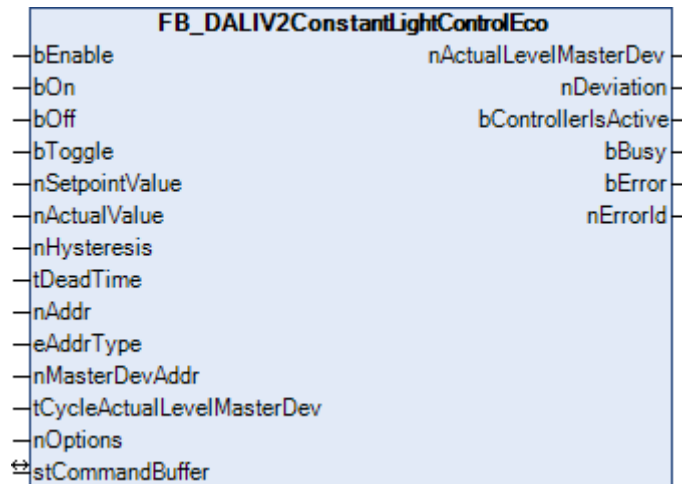 FB_DALIV2ConstantLightControlEco
bEnable nActualLevelMasterDev
bOn nDeviation
bOff bControllerIsActive
bToggle bBusy
nSetpointValue bError
nActualValue nErrorId
nHysteresis
tDeadTime
nAddr
eAddrType
nMasterDevAddr
tCycleActualLevelMasterDev
nOptions
stCommandBuffer